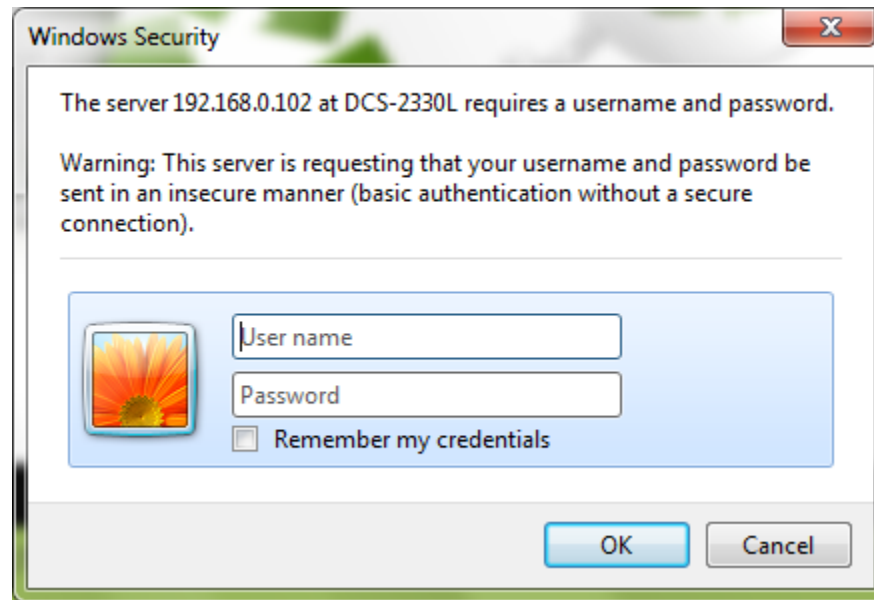 Windows Security
The server 192.168.0.102 at DCS-2330L requires a username and password.
Warning: This server is requesting that your username and password be
sent in an insecure manner (basic authentication without a secure
connection).
User name
Password
Remember my credentials
OK
Cancel